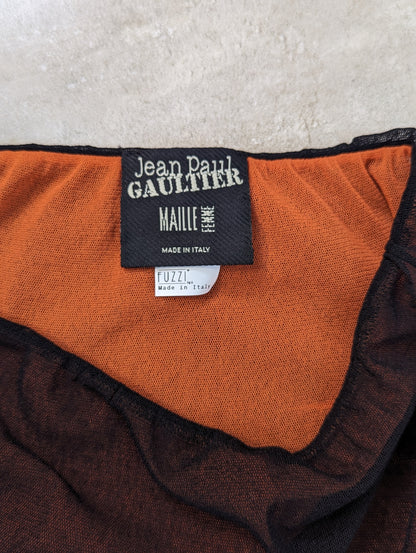 Jean Paul
GAULTIER
MAILLE FEMME
MADE IN ITALY
FUZZI
Made in Italy